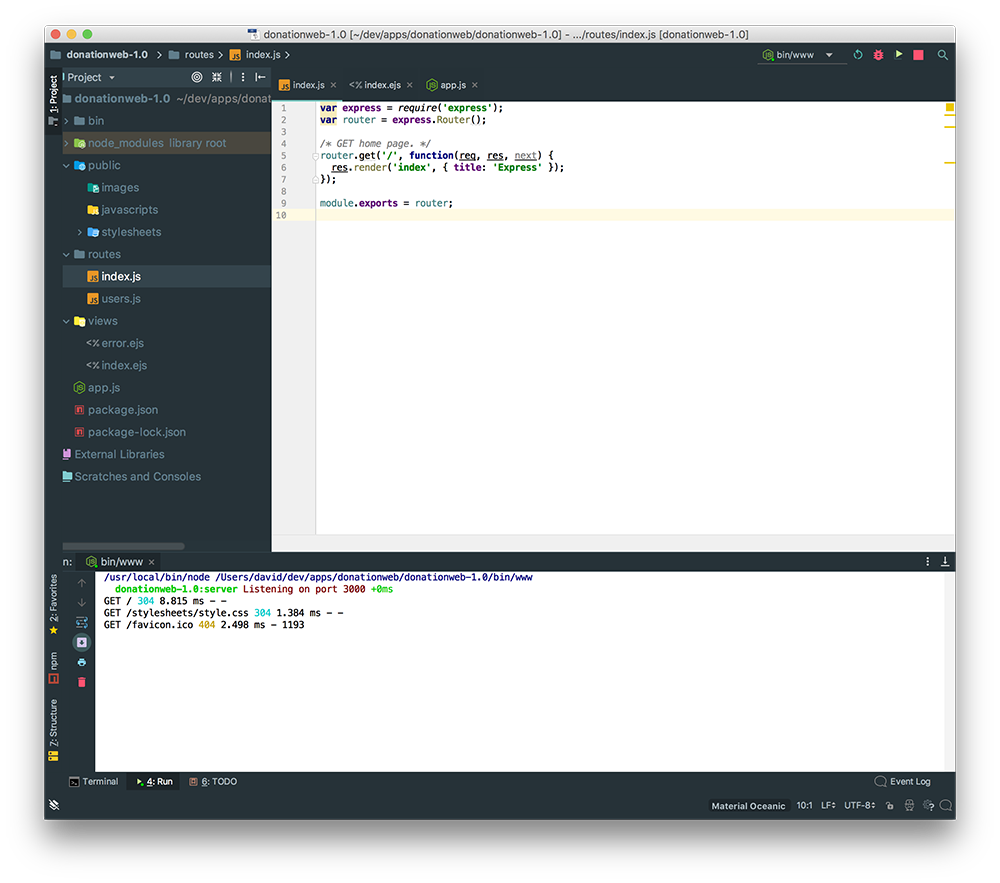 donationweb-1.0 [~/dev/apps/donationweb/donationweb-1.0] - .../routes/index.js [donationweb-1.0]
donationweb-1.0 routes index.js bin/www
1: Project
Project
index.js index.ejs app.js
donationweb-1.0 ~/dev/apps/donat
bin
node_modules library root
public
images
javascripts
stylesheets
routes
index.js
users.js
views
error.ejs
index.ejs
app.js
package.json
package-lock.json
External Libraries
Scratches and Consoles
1 var express = require('express');
2 var router = express.Router();
3
4 /* GET home page. */
5 router.get('/', function(req, res, next) {
6 res.render('index', { title: 'Express' });
7 });
8
9 module.exports = router;
10
n: bin/www
/usr/local/bin/node /Users/david/dev/apps/donationweb/donationweb-1.0/bin/www
donationweb-1.0:server Listening on port 3000 +0ms
GET / 304 8.815 ms - -
GET /stylesheets/style.css 304 1.384 ms - -
GET /favicon.ico 404 2.498 ms - 1193
2: Favorites
npm
7: Structure
Terminal 4: Run 6: TODO Event Log
Material Oceanic 10:1 LF UTF-8